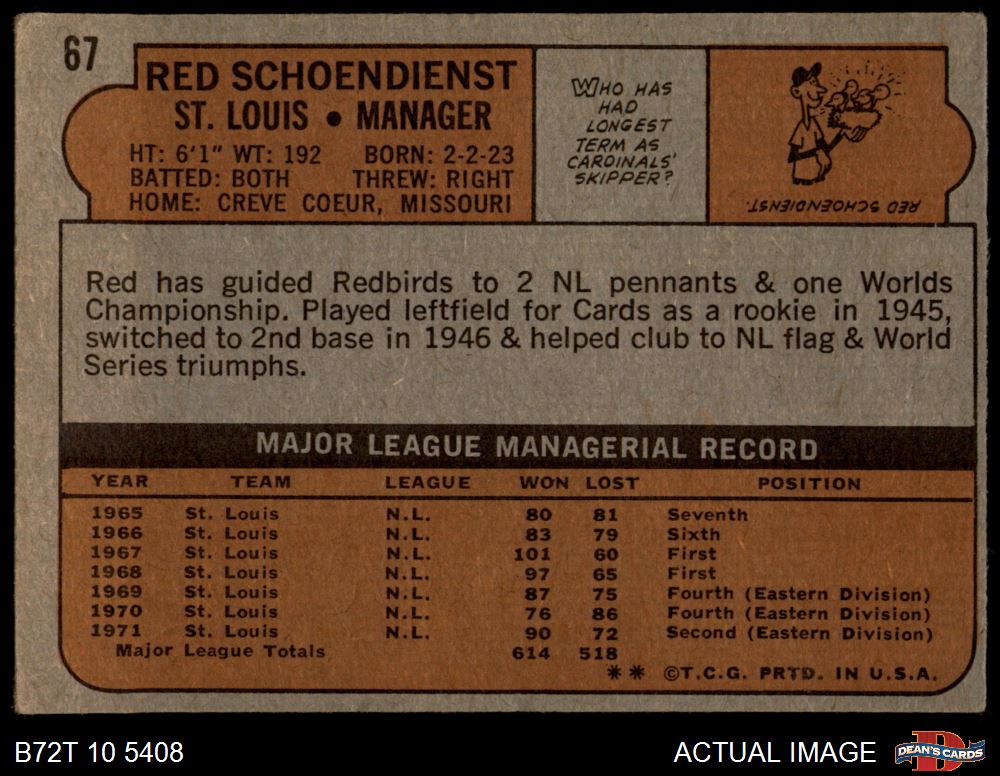 67
RED SCHOENDIENST
ST. LOUIS • MANAGER
HT: 6'1" WT: 192 BORN: 2-2-23
BATTED: BOTH THREW: RIGHT
HOME: CREVE COEUR, MISSOURI
WHO HAS
HAD
LONGEST
TERM AS
CARDINALS'
SKIPPER?
RED SCHOENDIENST.
Red has guided Redbirds to 2 NL pennants & one Worlds
Championship. Played leftfield for Cards as a rookie in 1945,
switched to 2nd base in 1946 & helped club to NL flag & World
Series triumphs.
MAJOR LEAGUE MANAGERIAL RECORD
YEAR TEAM LEAGUE WON LOST POSITION
1965 St. Louis N.L. 80 81 Seventh
1966 St. Louis N.L. 83 79 Sixth
1967 St. Louis N.L. 101 60 First
1968 St. Louis N.L. 97 65 First
1969 St. Louis N.L. 87 75 Fourth (Eastern Division)
1970 St. Louis N.L. 76 86 Fourth (Eastern Division)
1971 St. Louis N.L. 90 72 Second (Eastern Division)
Major League Totals 614 518
** ©T.C.G. PRTD. IN U.S.A.
B72T 10 5408 ACTUAL IMAGE DEAN'S CARDS